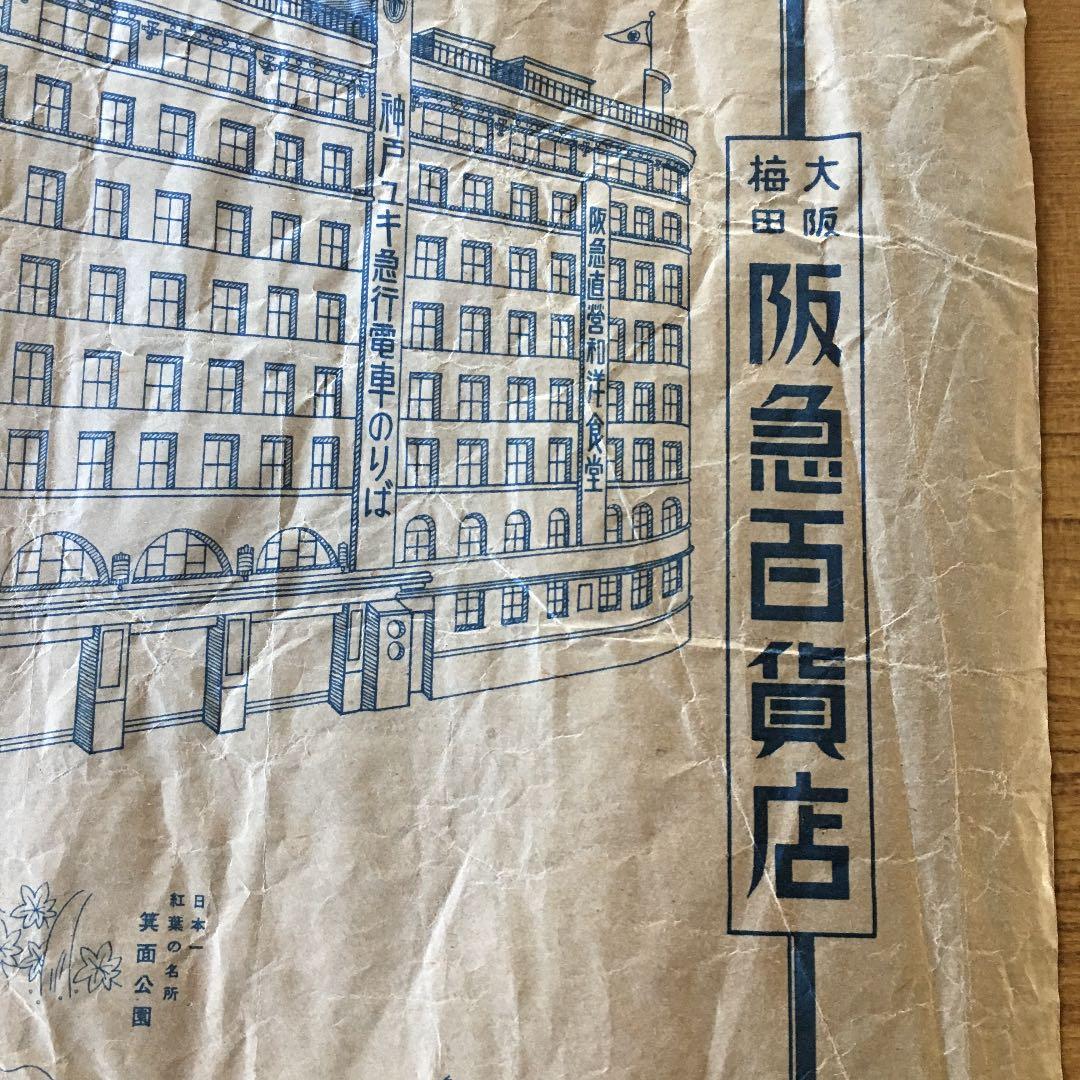 大阪
梅田
阪急百貨店
阪急直營和洋食堂
神戸ユキ急行電車のりば
日本一
紅葉の名所
箕面公園